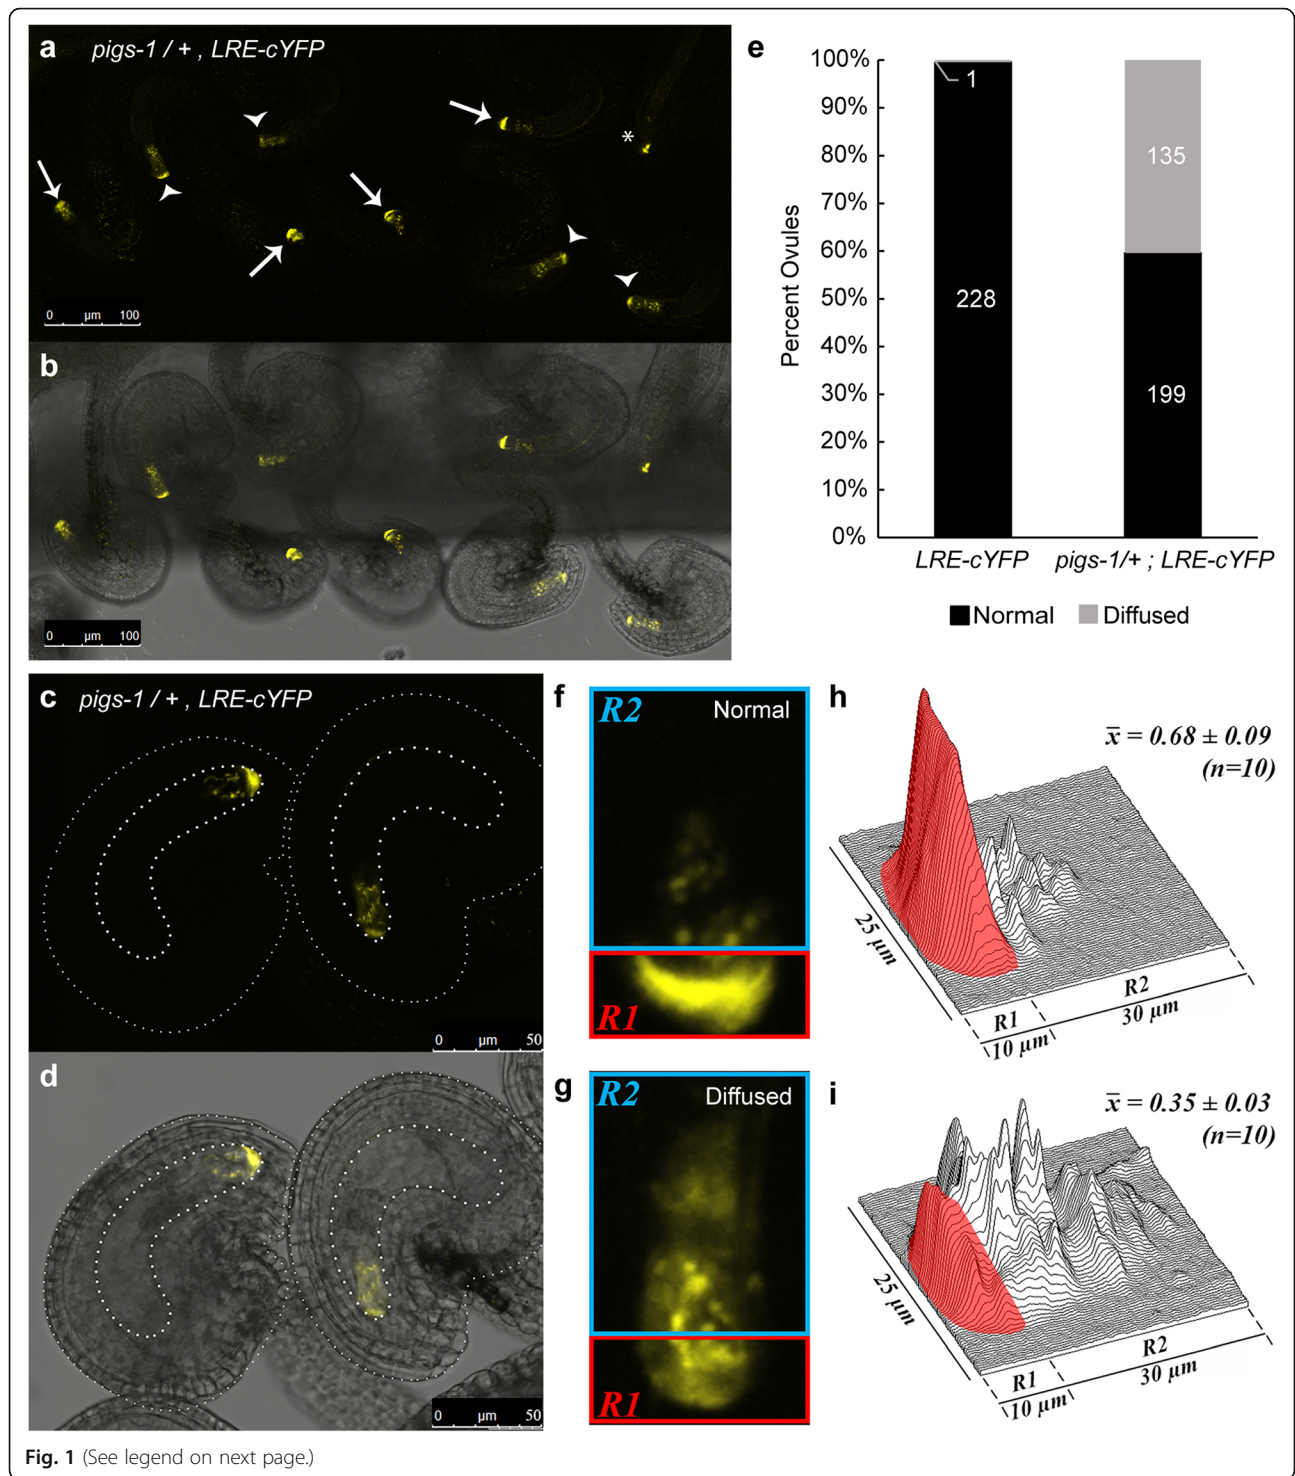 a pigs-1 / + , LRE-cYFP
*
0 µm 100
b
0 µm 100
c pigs-1 / + , LRE-cYFP
0 µm 50
d
0 µm 50
e
Percent Ovules
100%
90%
80%
70%
60%
50%
40%
30%
20%
10%
0%
1
228
135
199
LRE-cYFP pigs-1/+ ; LRE-cYFP
Normal Diffused
f
R2 Normal
R1
g
R2 Diffused
R1
h
x̄ = 0.68 ± 0.09
(n=10)
25 µm
R1 R2
10 µm 30 µm
i
x̄ = 0.35 ± 0.03
(n=10)
25 µm
R1 R2
10 µm 30 µm
Fig. 1 (See legend on next page.)